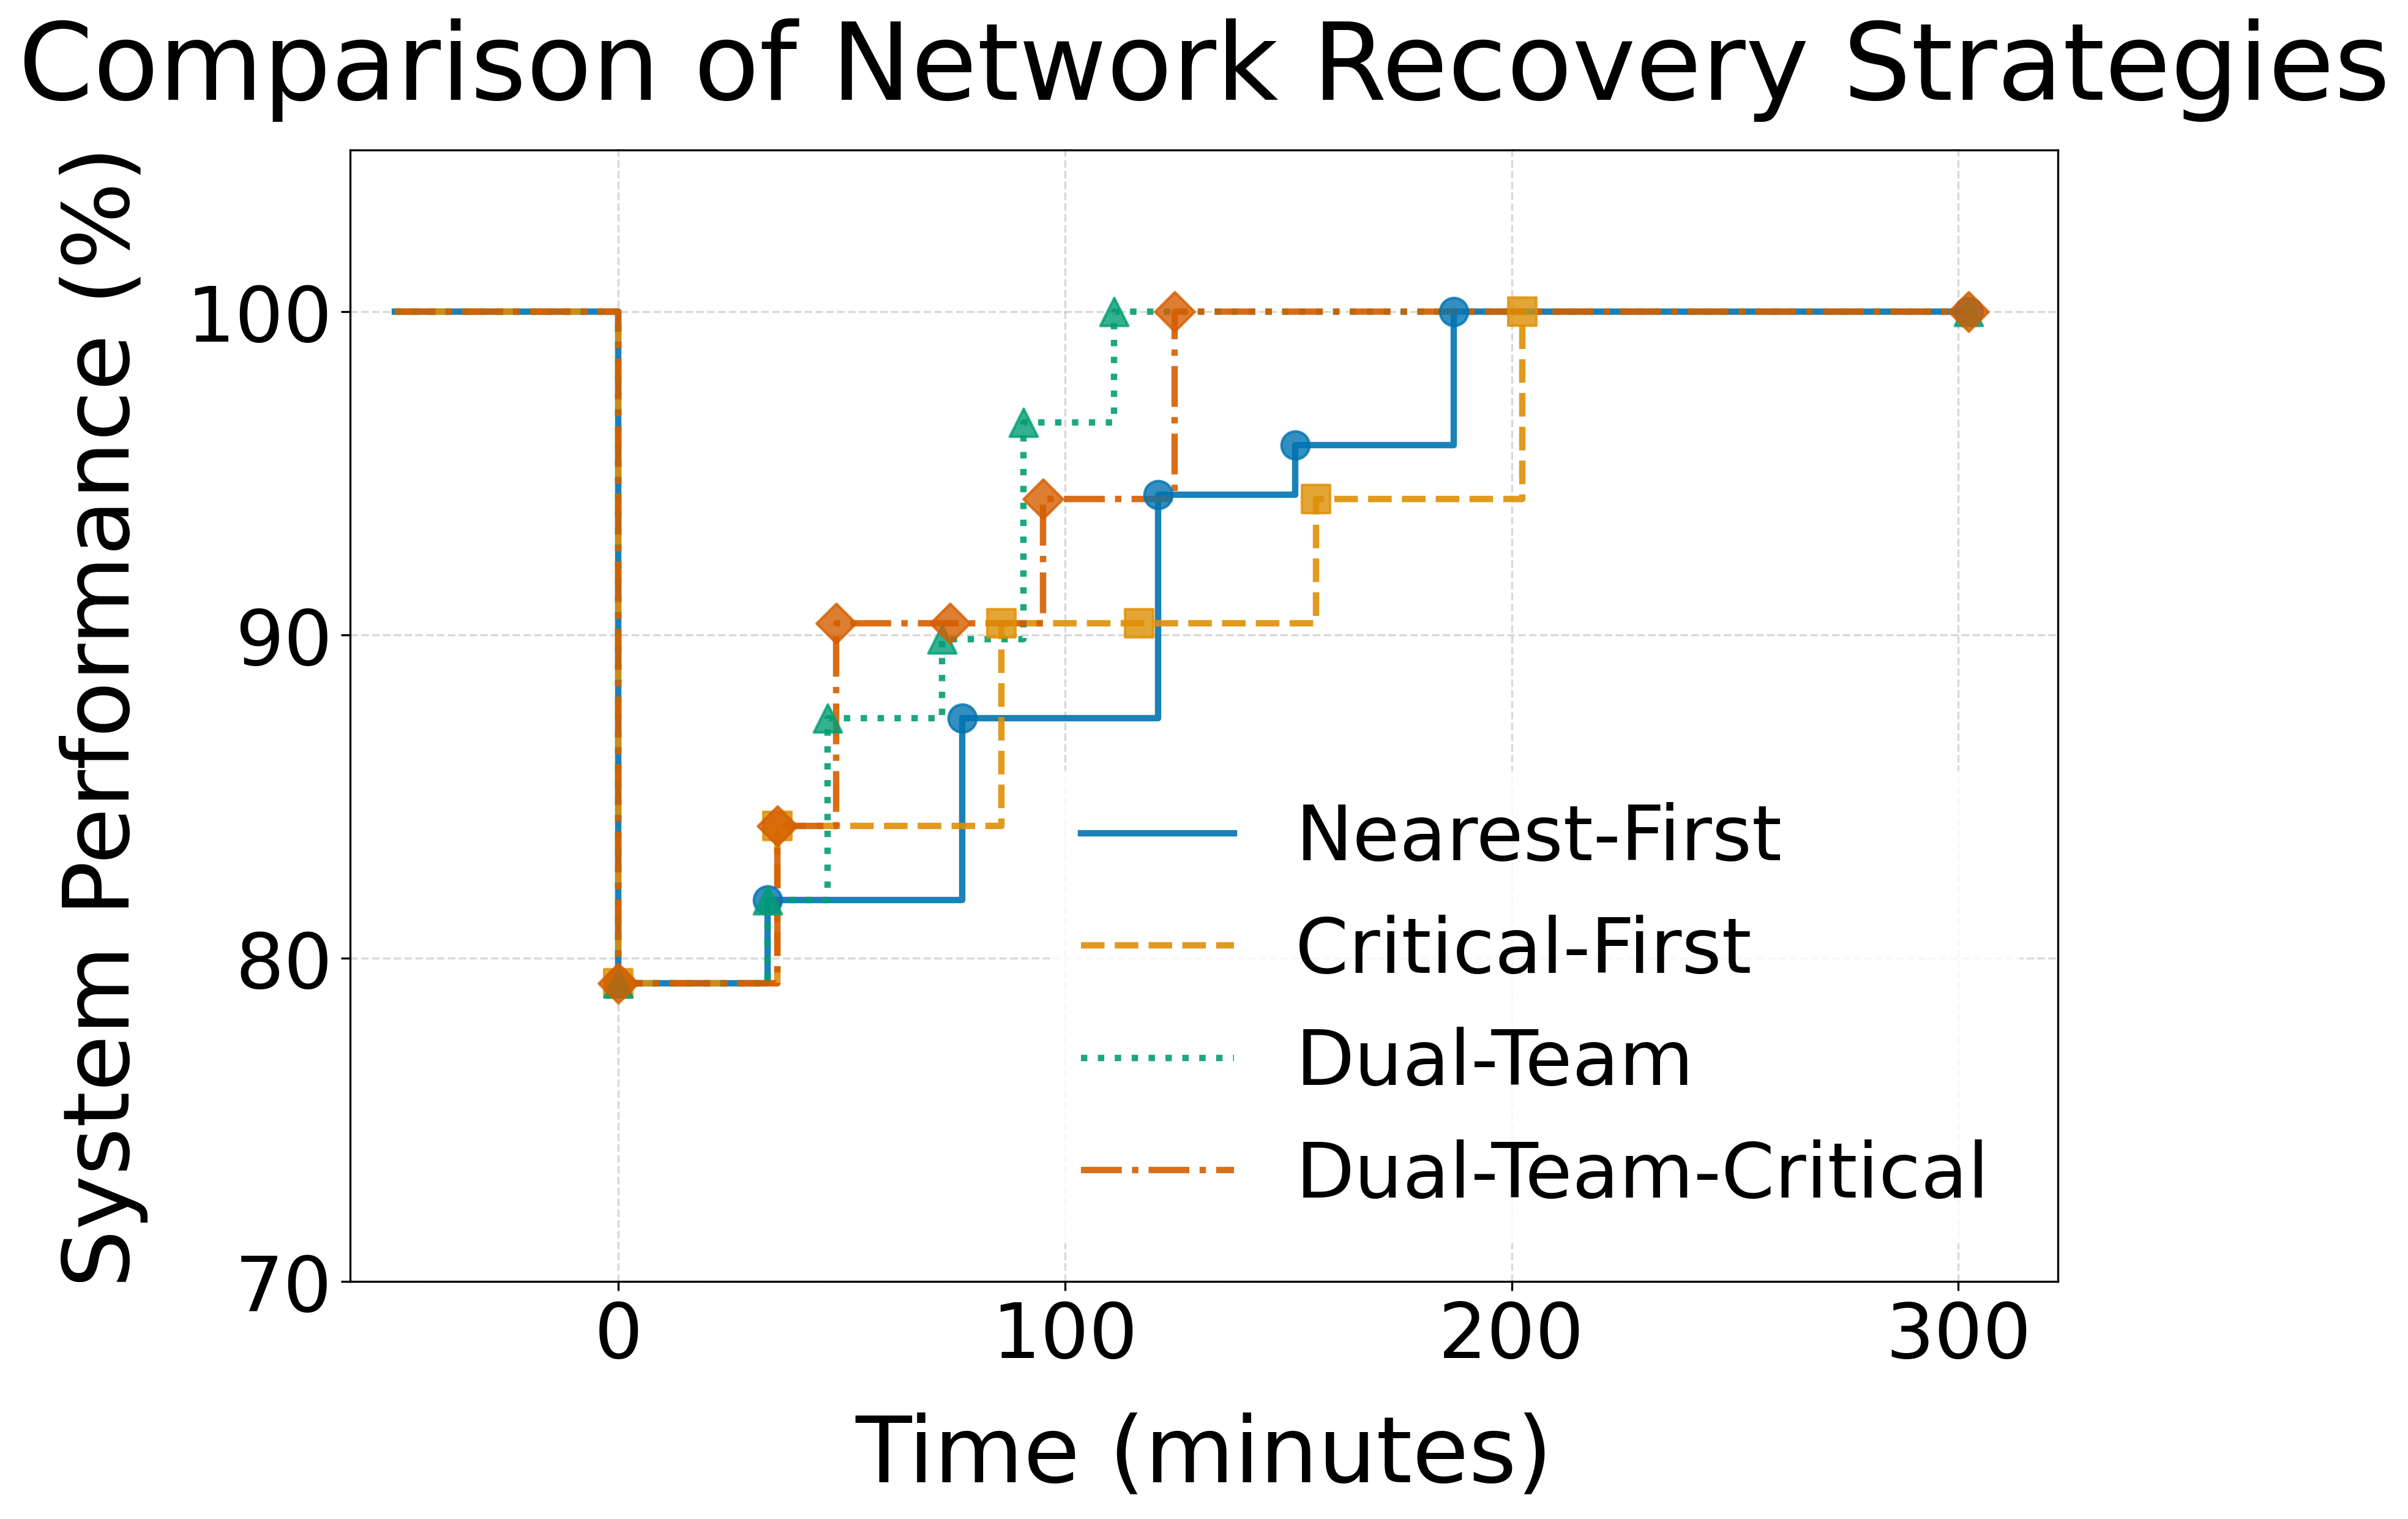 Comparison of Network Recovery Strategies
System Performance (%)
100
90
80
70
Nearest-First
Critical-First
Dual-Team
Dual-Team-Critical
0
100
200
300
Time (minutes)